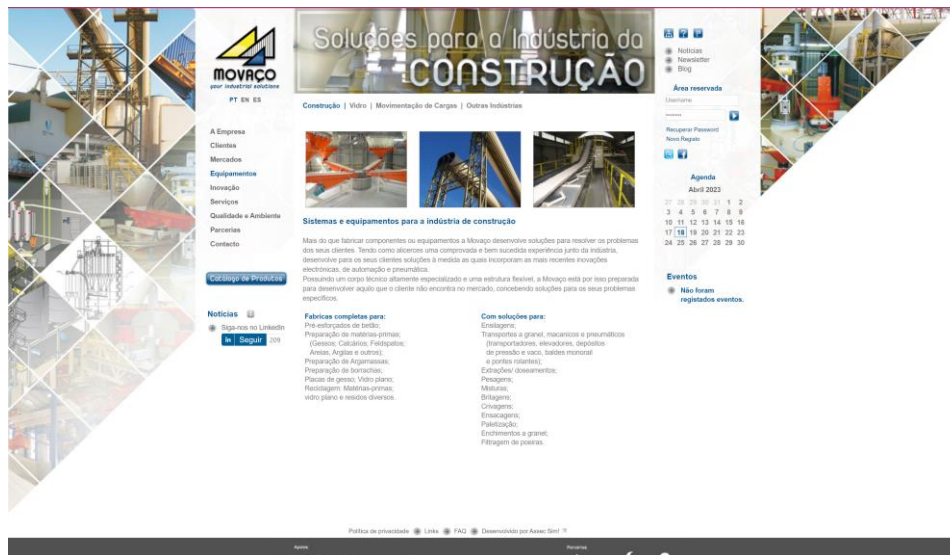 MOVAÇO
your industrial solutions
PT EN ES
A Empresa
Clientes
Mercados
Equipamentos
Inovação
Serviços
Qualidade e Ambiente
Parcerias
Contacto
Catálogo de Produtos
Notícias
Siga-nos no LinkedIn
in Seguir 209
Soluções para a Indústria da
CONSTRUÇÃO
Construção | Vidro | Movimentação de Cargas | Outras Indústrias
Sistemas e equipamentos para a indústria de construção
Mais do que fabricar componentes ou equipamentos a Movaço desenvolve soluções para resolver os problemas
dos seus clientes. Tendo como alicerces uma comprovada e bem sucedida experiência junto da indústria,
desenvolve para os seus clientes soluções à medida as quais incorporam as mais recentes inovações
electrónicas, de automação e pneumática.
Possuindo um corpo técnico altamente especializado e uma estrutura flexível, a Movaço está por isso preparada
para desenvolver aquilo que o cliente não encontra no mercado, concebendo soluções para os seus problemas
específicos.
Fabricas completas para:
Pré-esforçados de betão;
Preparação de matérias-primas;
(Gessos; Calcários; Feldspatos;
Areias, Argilas e outros);
Preparação de Argamassas;
Preparação de borrachas;
Placas de gesso; Vidro plano;
Reciclagem: Matérias-primas;
vidro plano e resídos diversos.
Com soluções para:
Ensilagens;
Transportes a granel, macanicos e pneumáticos
(transportadores, elevadores, depósitos
de pressão e vaco, baldes monorail
e pontes rolantes);
Extrações/ doseamentos;
Pesagens;
Misturas;
Britagens;
Crivagens;
Ensacagens;
Paletização;
Enchimentos a granel;
Filtragem de poeiras.
Notícias
Newsletter
Blog
Área reservada
Username
Recuperar Password
Novo Registo
Agenda
Abril 2023
27 28 29 30 31 1 2
3 4 5 6 7 8 9
10 11 12 13 14 15 16
17 18 19 20 21 22 23
24 25 26 27 28 29 30
Eventos
Não foram
registados eventos.
Política de privacidade Links FAQ Desenvolvido por Assec Sim!
Apoios
Parcerias